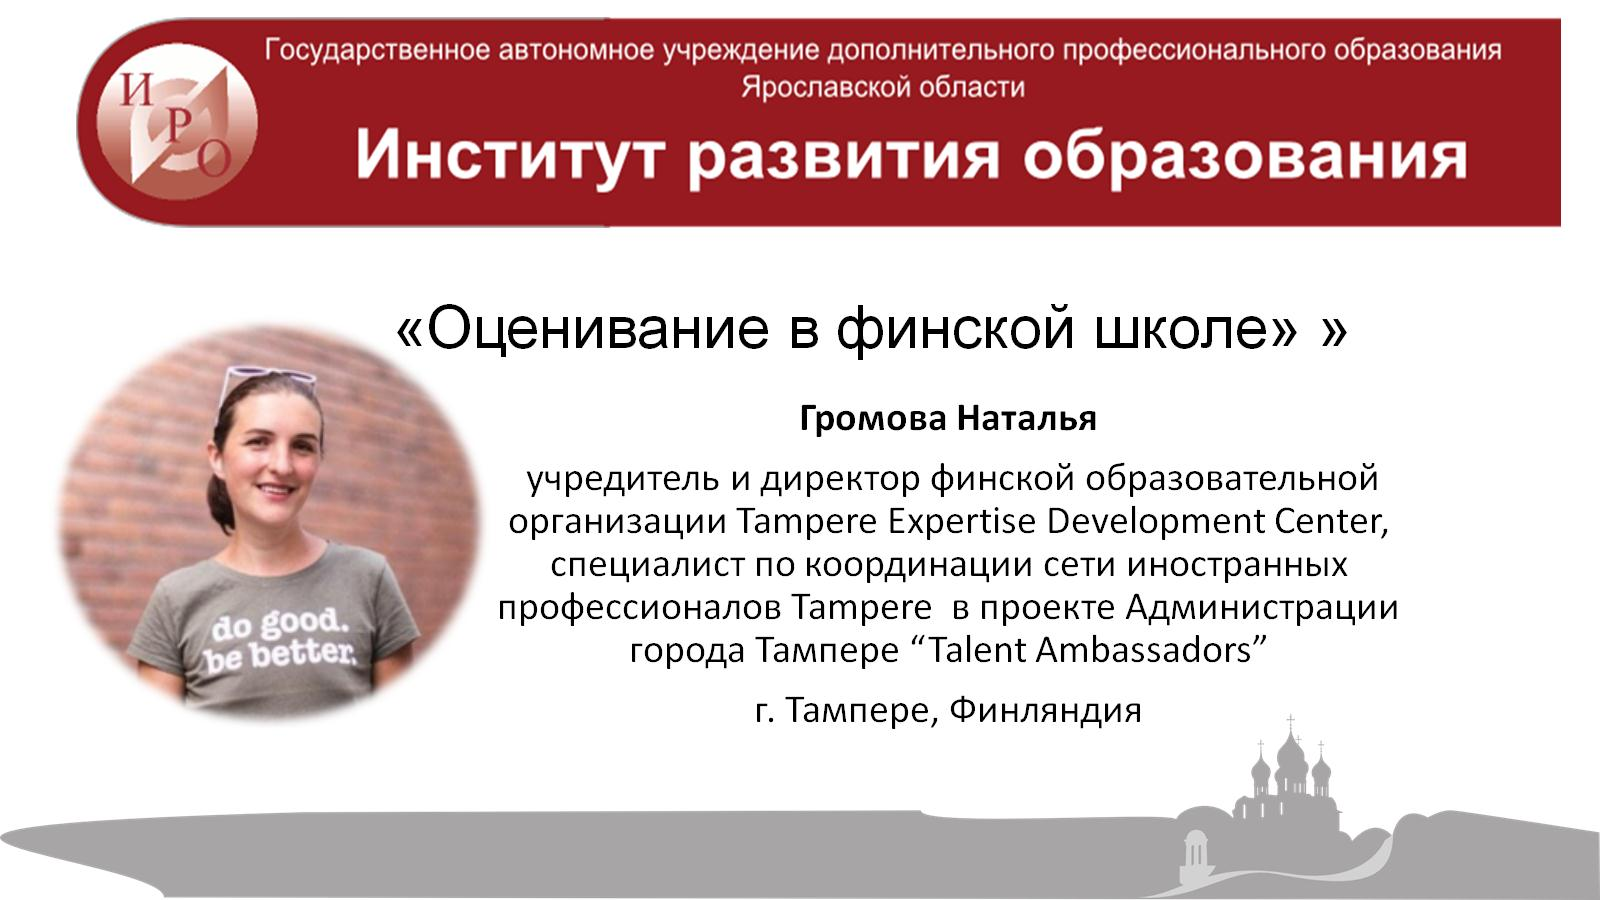 Государственное автономное учреждение дополнительного профессионального образования
Ярославской области
И
Р
О
Институт развития образования
«Оценивание в финской школе» »
Громова Наталья
учредитель и директор финской образовательной
организации Tampere Expertise Development Center,
специалист по координации сети иностранных
профессионалов Tampere  в проекте Администрации
города Тампере “Talent Ambassadors”
г. Тампере, Финляндия
do good.
be better.